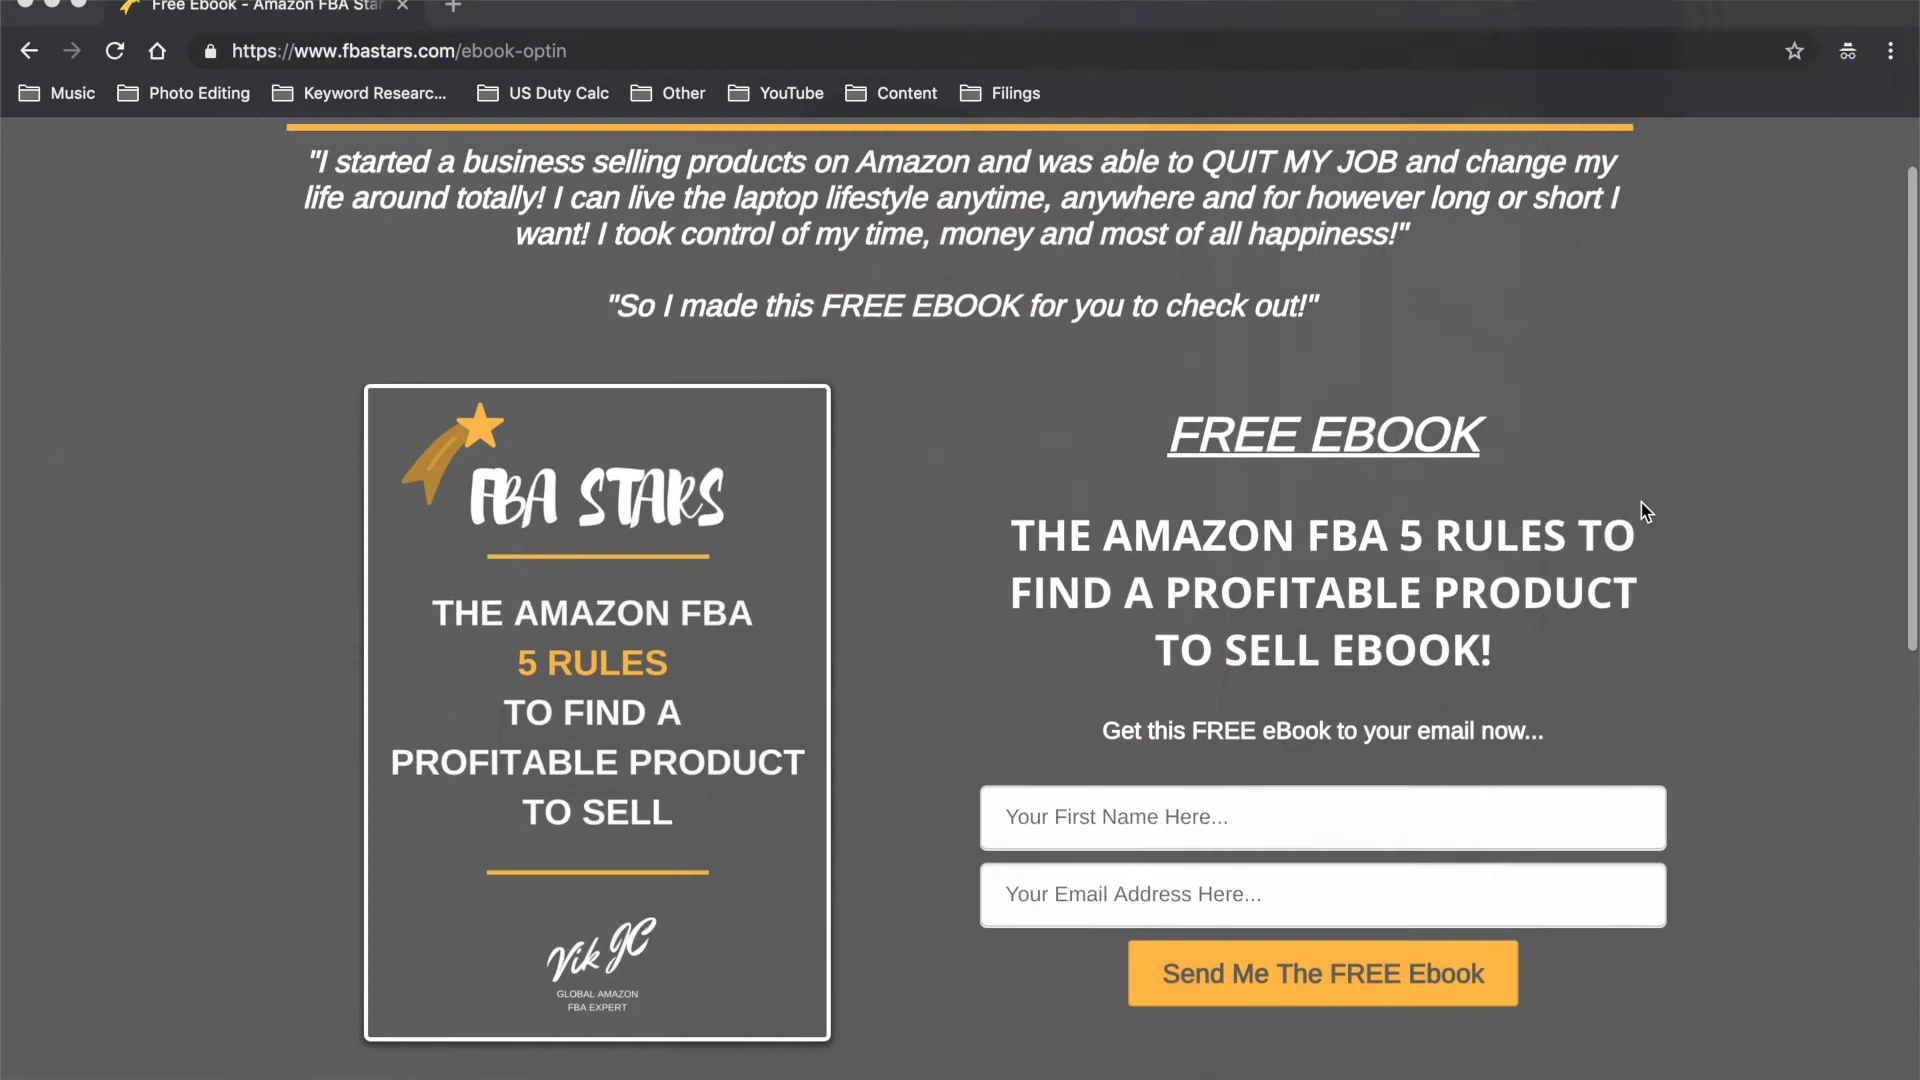 Free Ebook - Amazon FBA Star
https://www.fbastars.com/ebook-optin
Music
Photo Editing
Keyword Researc...
US Duty Calc
Other
YouTube
Content
Filings
"I started a business selling products on Amazon and was able to QUIT MY JOB and change my
life around totally! I can live the laptop lifestyle anytime, anywhere and for however long or short I
want! I took control of my time, money and most of all happiness!"
"So I made this FREE EBOOK for you to check out!"
FBA STARS
THE AMAZON FBA
5 RULES
TO FIND A
PROFITABLE PRODUCT
TO SELL
Vik JC
GLOBAL AMAZON
FBA EXPERT
FREE EBOOK
THE AMAZON FBA 5 RULES TO
FIND A PROFITABLE PRODUCT
TO SELL EBOOK!
Get this FREE eBook to your email now...
Your First Name Here...
Your Email Address Here...
Send Me The FREE Ebook